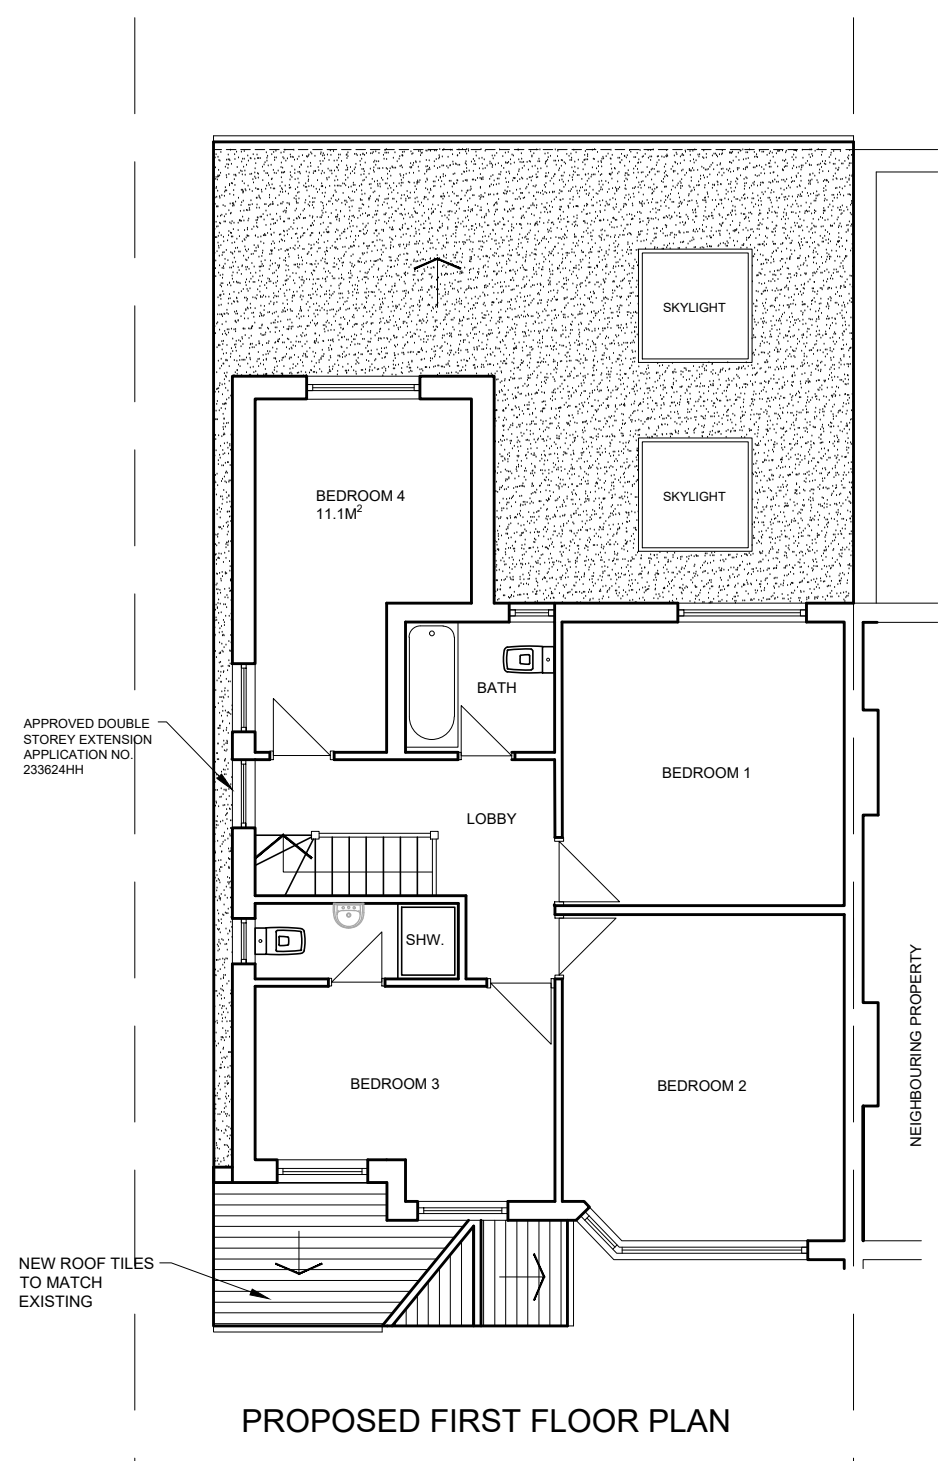 SKYLIGHT
SKYLIGHT
BEDROOM 4
11.1M²
BATH
APPROVED DOUBLE
STOREY EXTENSION
APPLICATION NO.
233624HH
BEDROOM 1
LOBBY
SHW.
BEDROOM 3
BEDROOM 2
NEIGHBOURING PROPERTY
NEW ROOF TILES
TO MATCH
EXISTING
PROPOSED FIRST FLOOR PLAN